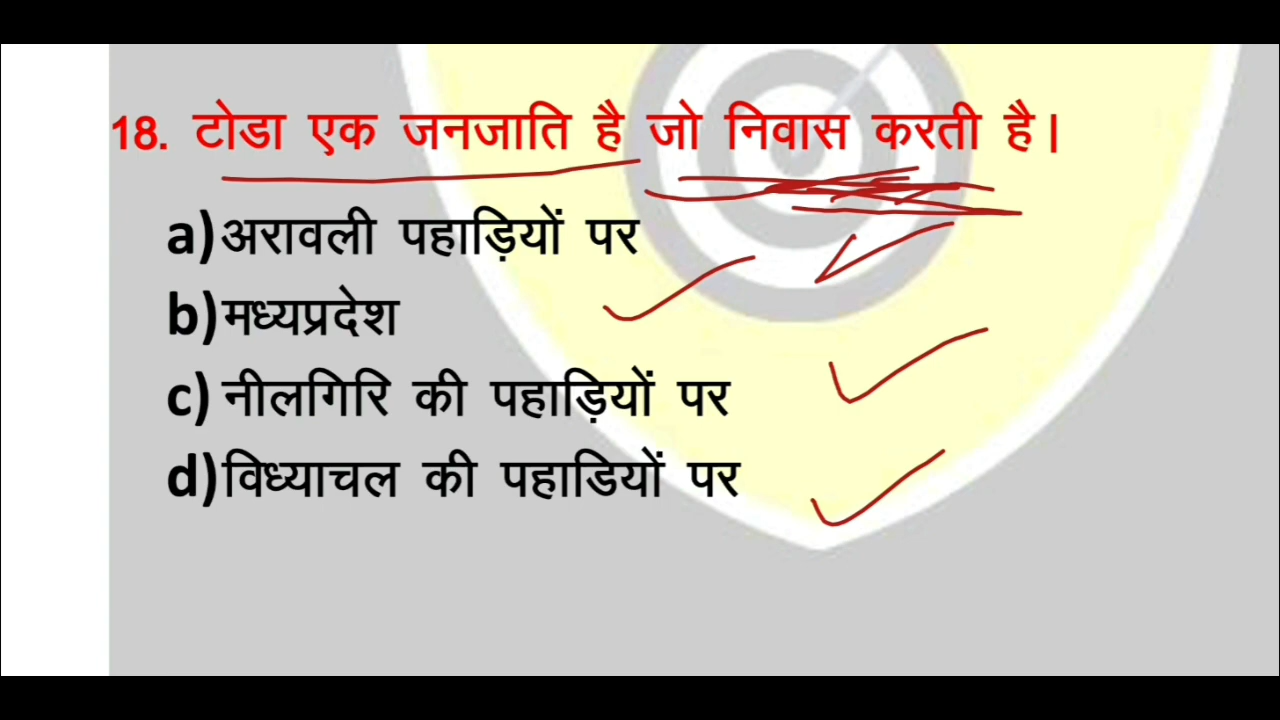 18. टोडा एक जनजाति है जो निवास करती है।
a)अरावली पहाड़ियों पर
b)मध्यप्रदेश
c) नीलगिरि की पहाड़ियों पर
d)विध्याचल की पहाडियों पर